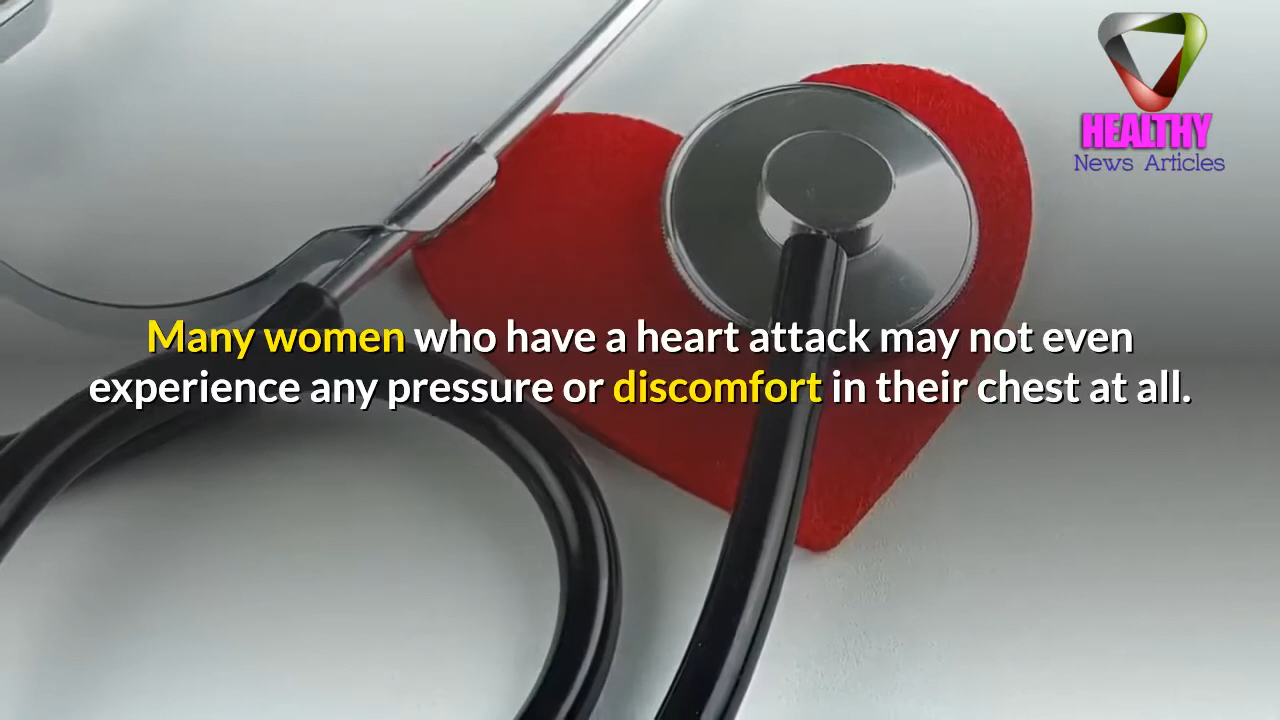 HEALTHY
News Articles
Many women who have a heart attack may not even
experience any pressure or discomfort in their chest at all.